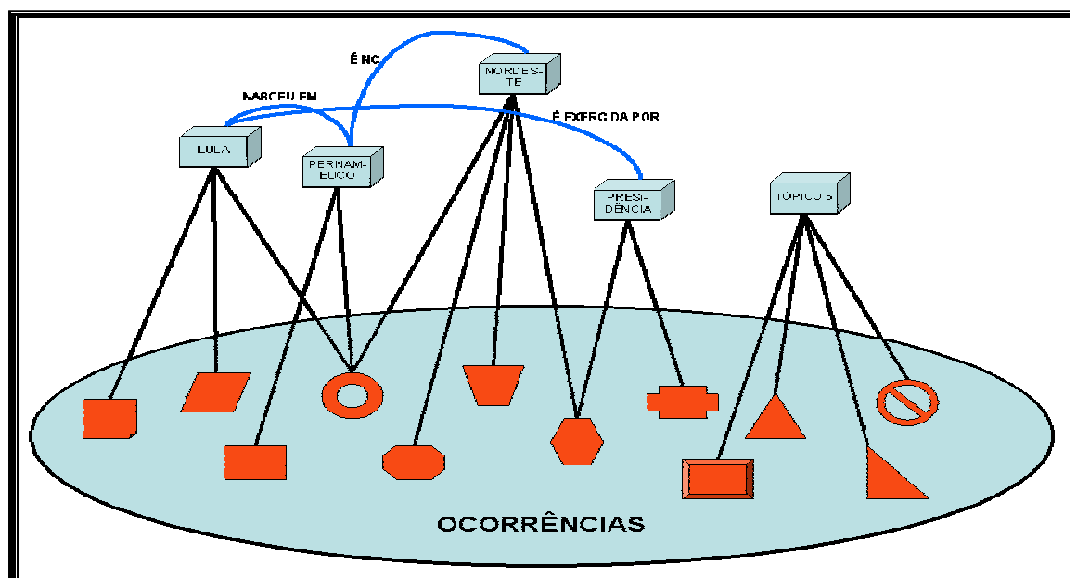 É NO
NORDES-
TE
NASCEU EM
É EXERCIDA POR
LULA
PERNAM-
BUCO
PRESI-
DÊNCIA
TÓPICOS
OCORRÊNCIAS